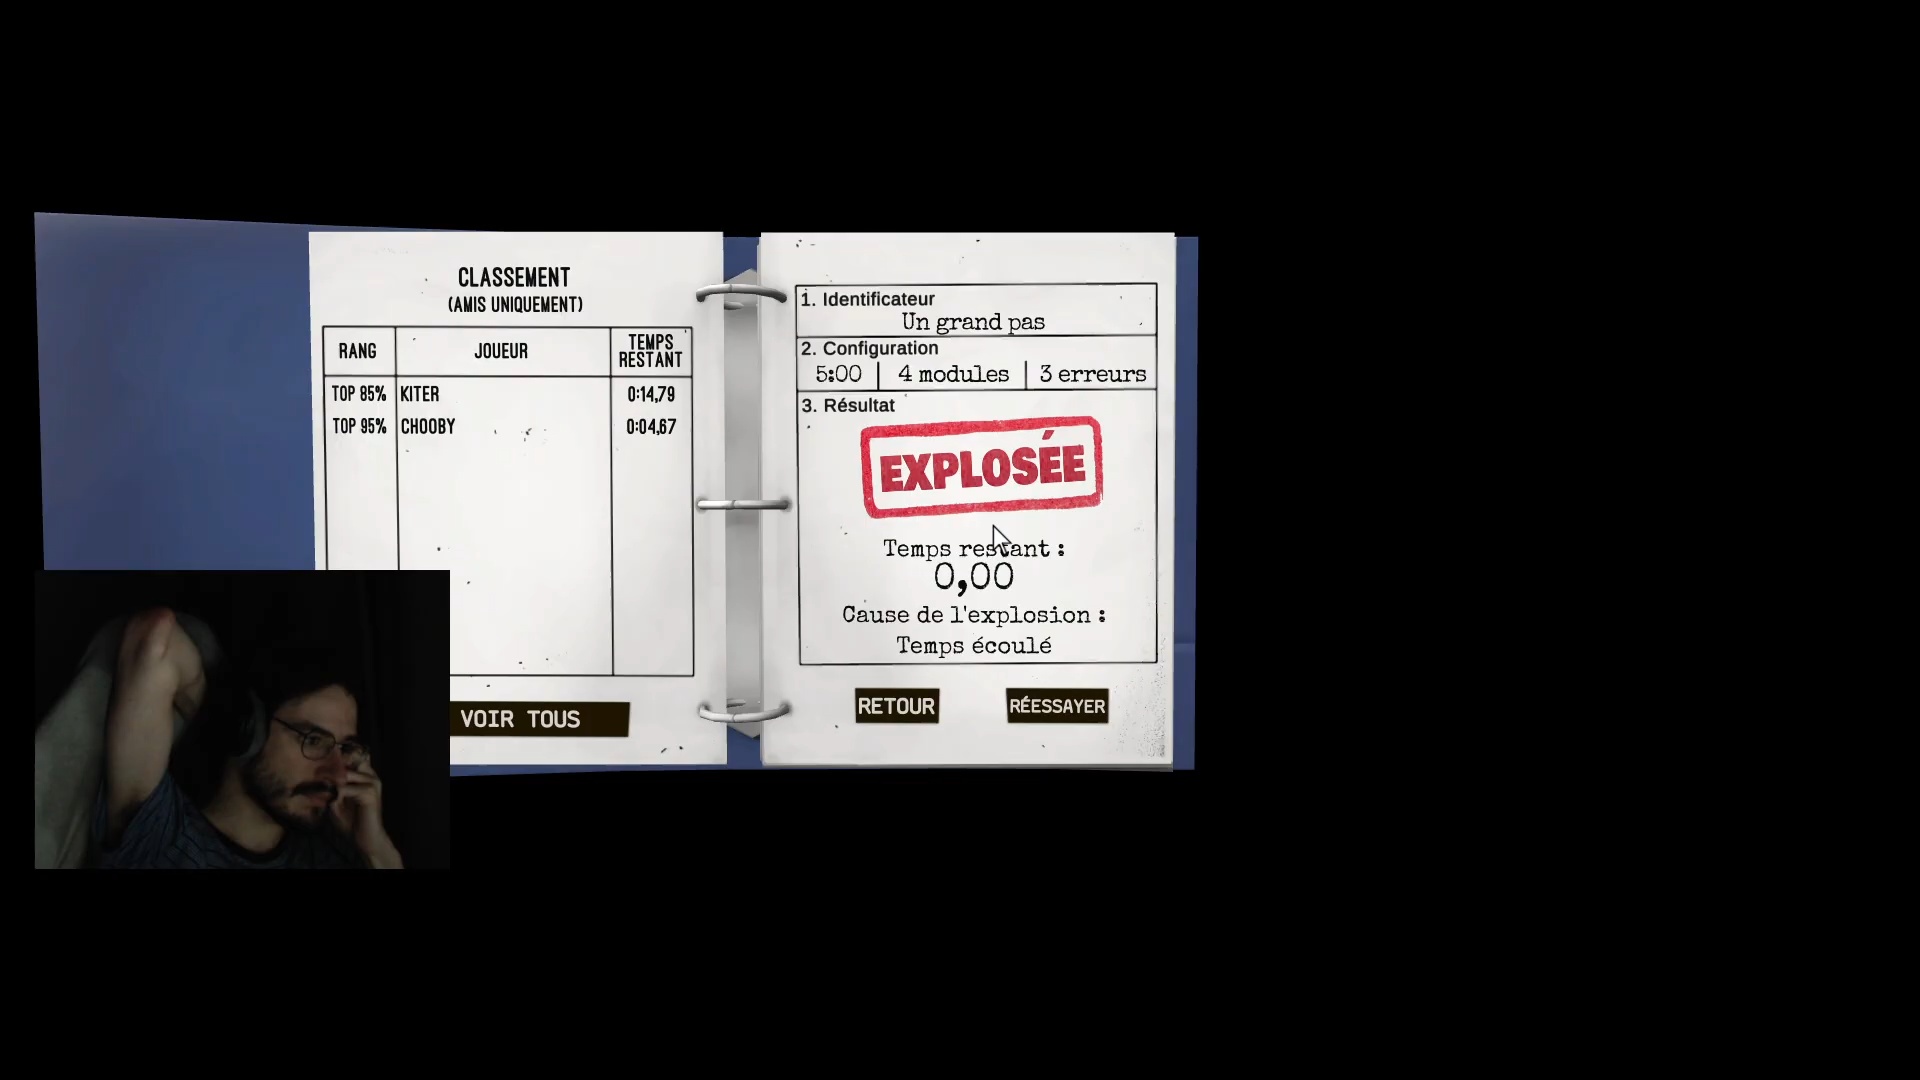 CLASSEMENT
(AMIS UNIQUEMENT)
RANG JOUEUR TEMPS RESTANT
TOP 85% KITER 0:14,79
TOP 95% CHOOBY 0:04,67
VOIR TOUS
1. Identificateur
Un grand pas
2. Configuration
5:00 4 modules 3 erreurs
3. Résultat
EXPLOSÉE
Temps restant :
0,00
Cause de l'explosion :
Temps écoulé
RETOUR RÉESSAYER